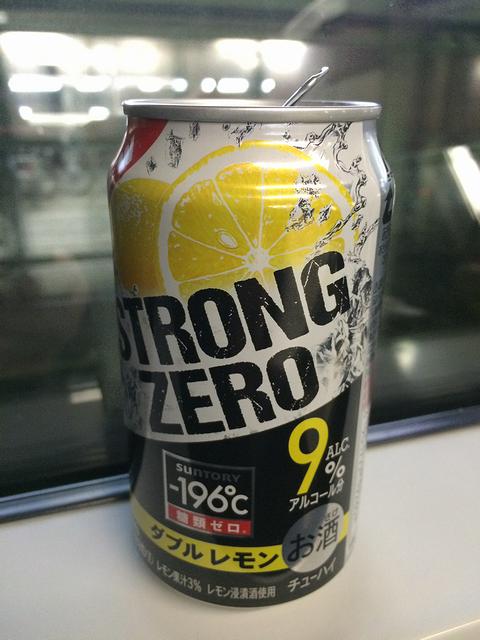 STRONG
ZERO
9
ALC.
%
アルコール分
SUNTORY
-196℃
糖類ゼロ。
ダブルレモン
お酒
レモン果汁3% レモン浸漬酒使用
チューハイ